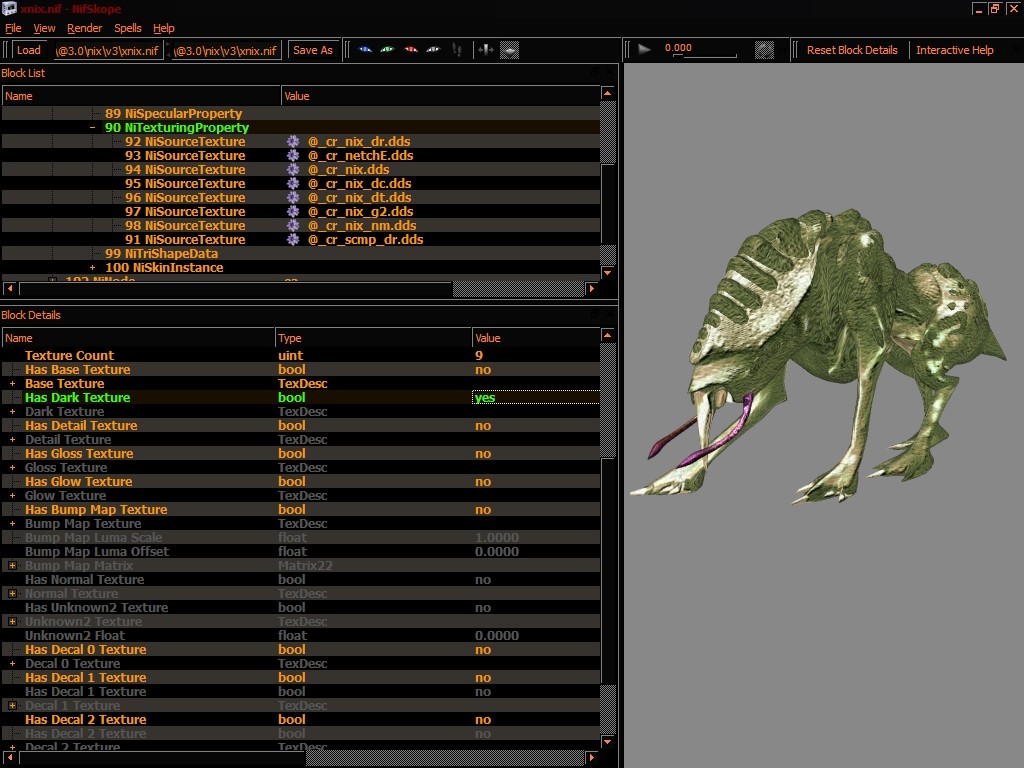 xnix.nif - NifSkope
File View Render Spells Help
Load \@3.0\nix\v3\xnix.nif \@3.0\nix\v3\xnix.nif Save As 0.000 Reset Block Details Interactive Help
Block List
Name Value
89 NiSpecularProperty
90 NiTexturingProperty
92 NiSourceTexture @_cr_nix_dr.dds
93 NiSourceTexture @_cr_netchE.dds
94 NiSourceTexture @_cr_nix.dds
95 NiSourceTexture @_cr_nix_dc.dds
96 NiSourceTexture @_cr_nix_dt.dds
97 NiSourceTexture @_cr_nix_g2.dds
98 NiSourceTexture @_cr_nix_nm.dds
91 NiSourceTexture @_cr_scmp_dr.dds
99 NiTriShapeData
100 NiSkinInstance
Block Details
Name Type Value
Texture Count uint 9
Has Base Texture bool no
Base Texture TexDesc
Has Dark Texture bool yes
Dark Texture TexDesc
Has Detail Texture bool no
Detail Texture TexDesc
Has Gloss Texture bool no
Gloss Texture TexDesc
Has Glow Texture bool no
Glow Texture TexDesc
Has Bump Map Texture bool no
Bump Map Texture TexDesc
Bump Map Luma Scale float 1.0000
Bump Map Luma Offset float 0.0000
Bump Map Matrix Matrix22
Has Normal Texture bool no
Normal Texture TexDesc
Has Unknown2 Texture bool no
Unknown2 Texture TexDesc
Unknown2 Float float 0.0000
Has Decal 0 Texture bool no
Decal 0 Texture TexDesc
Has Decal 1 Texture bool no
Has Decal 1 Texture bool no
Decal 1 Texture TexDesc
Has Decal 2 Texture bool no
Has Decal 2 Texture bool no
Decal 2 Texture TexDesc